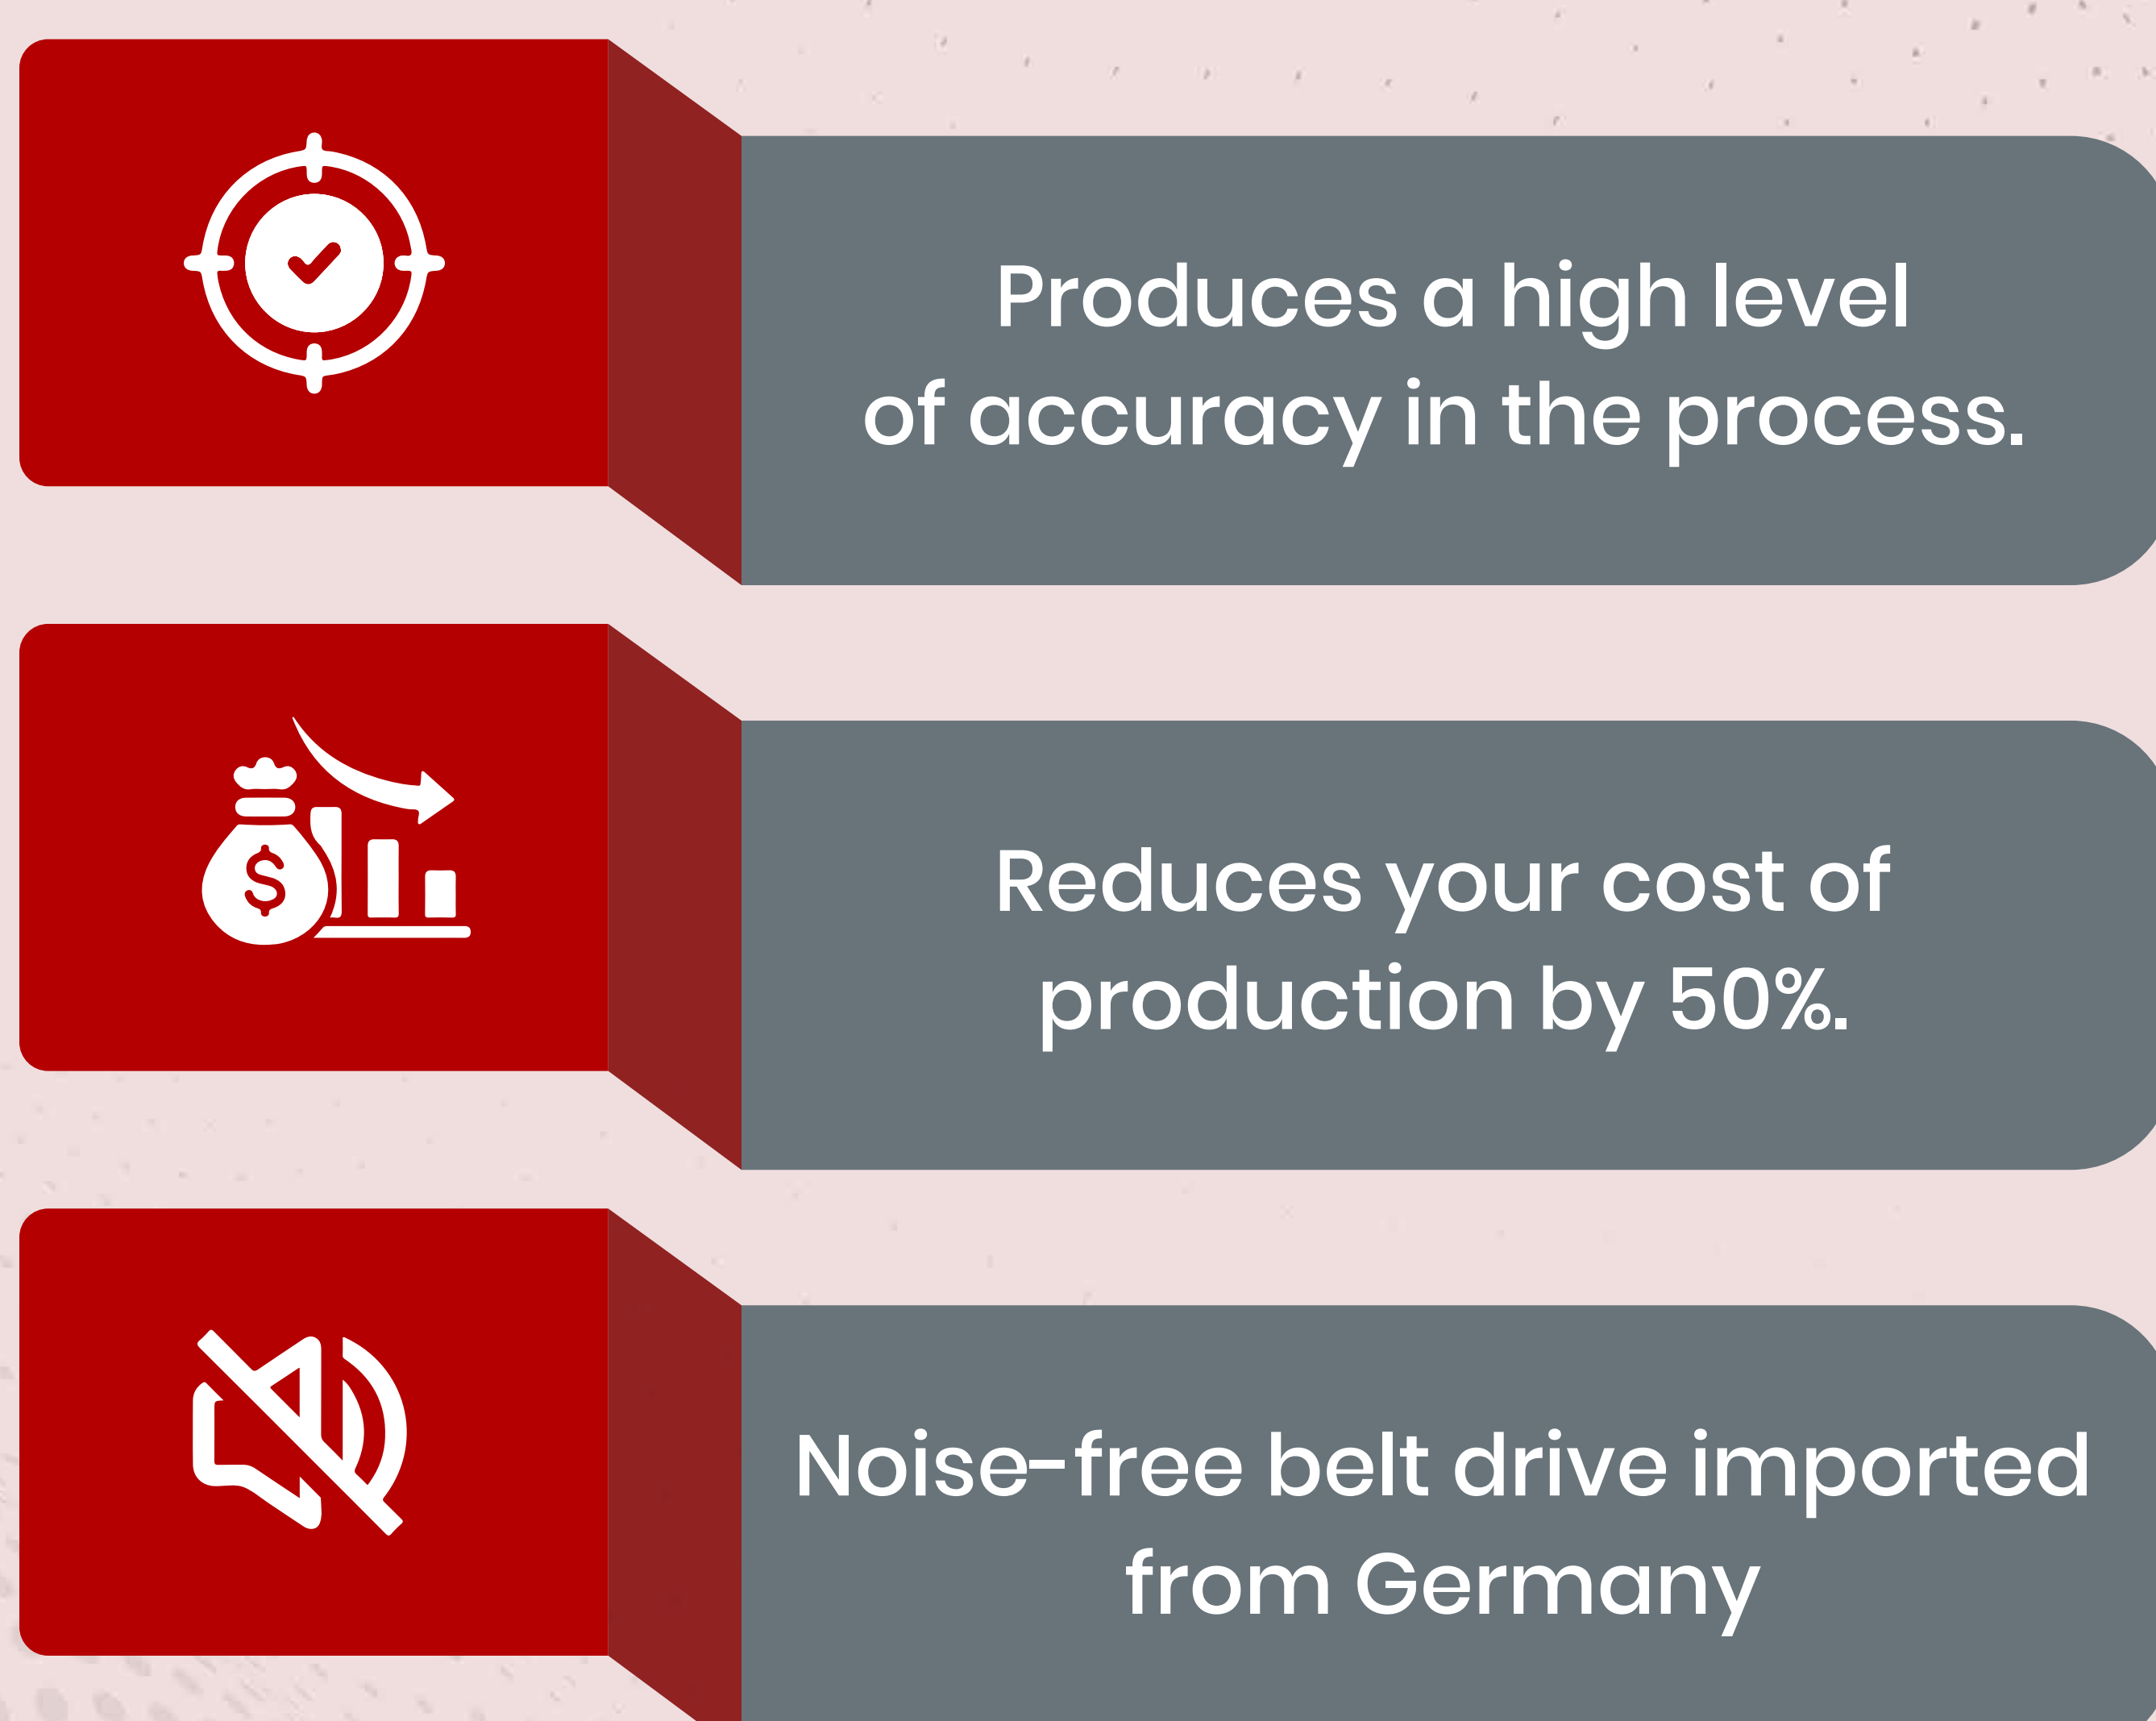 Produces a high level
of accuracy in the process.
Reduces your cost of
production by 50%.
Noise-free belt drive imported
from Germany